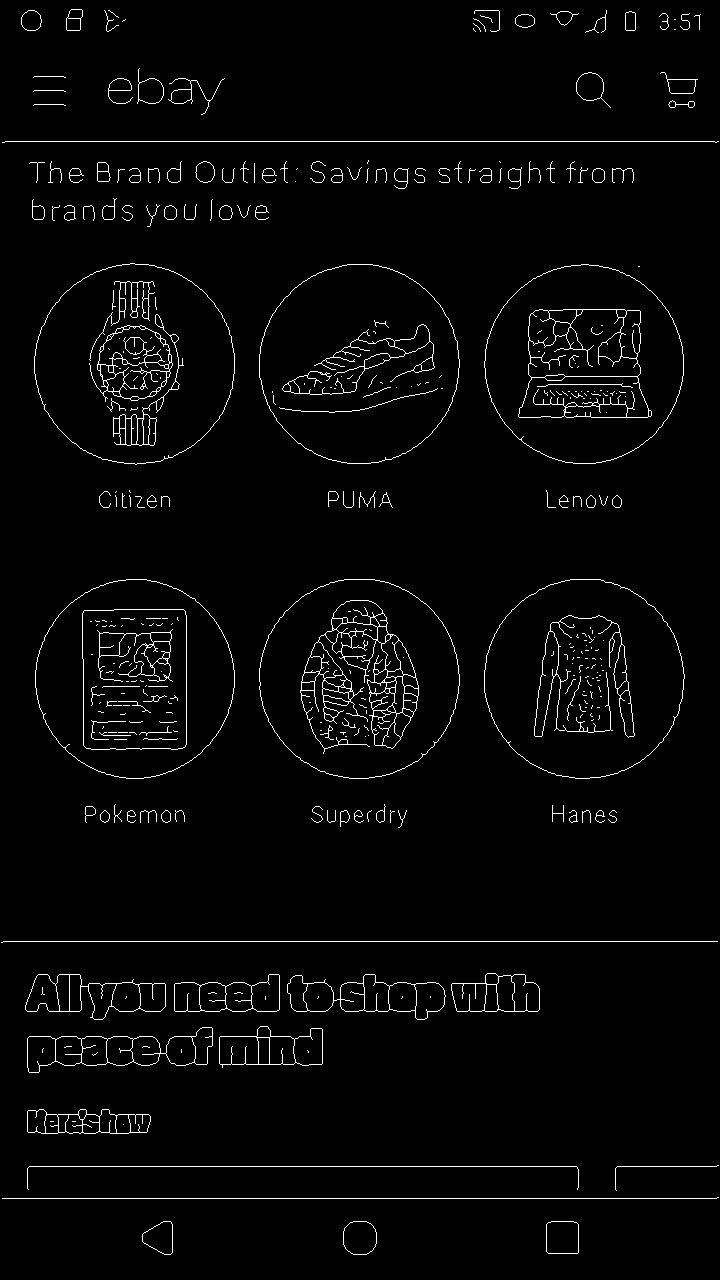 3:51
ebay
The Brand Outlet: Savings straight from
brands you love
Citizen
PUMA
Lenovo
Pokemon
Superdry
Hanes
All you need to shop with
peace of mind
Here's how